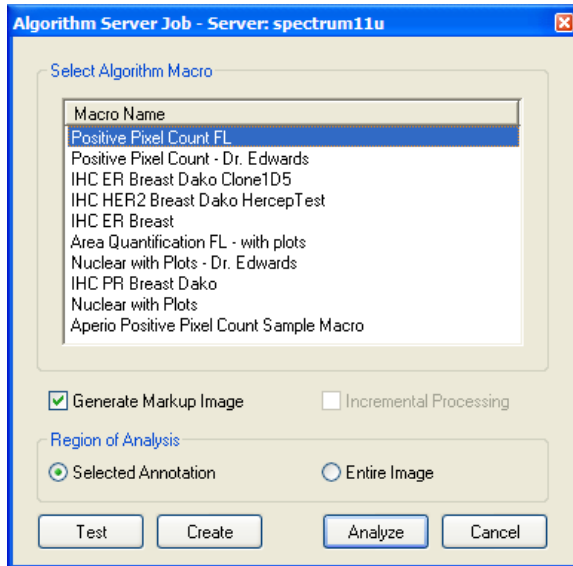 Algorithm Server Job - Server: spectrum11u
Select Algorithm Macro
Macro Name
Positive Pixel Count FL
Positive Pixel Count - Dr. Edwards
IHC ER Breast Dako Clone1D5
IHC HER2 Breast Dako HercepTest
IHC ER Breast
Area Quantification FL - with plots
Nuclear with Plots - Dr. Edwards
IHC PR Breast Dako
Nuclear with Plots
Aperio Positive Pixel Count Sample Macro
Generate Markup Image Incremental Processing
Region of Analysis
Selected Annotation Entire Image
Test Create Analyze Cancel